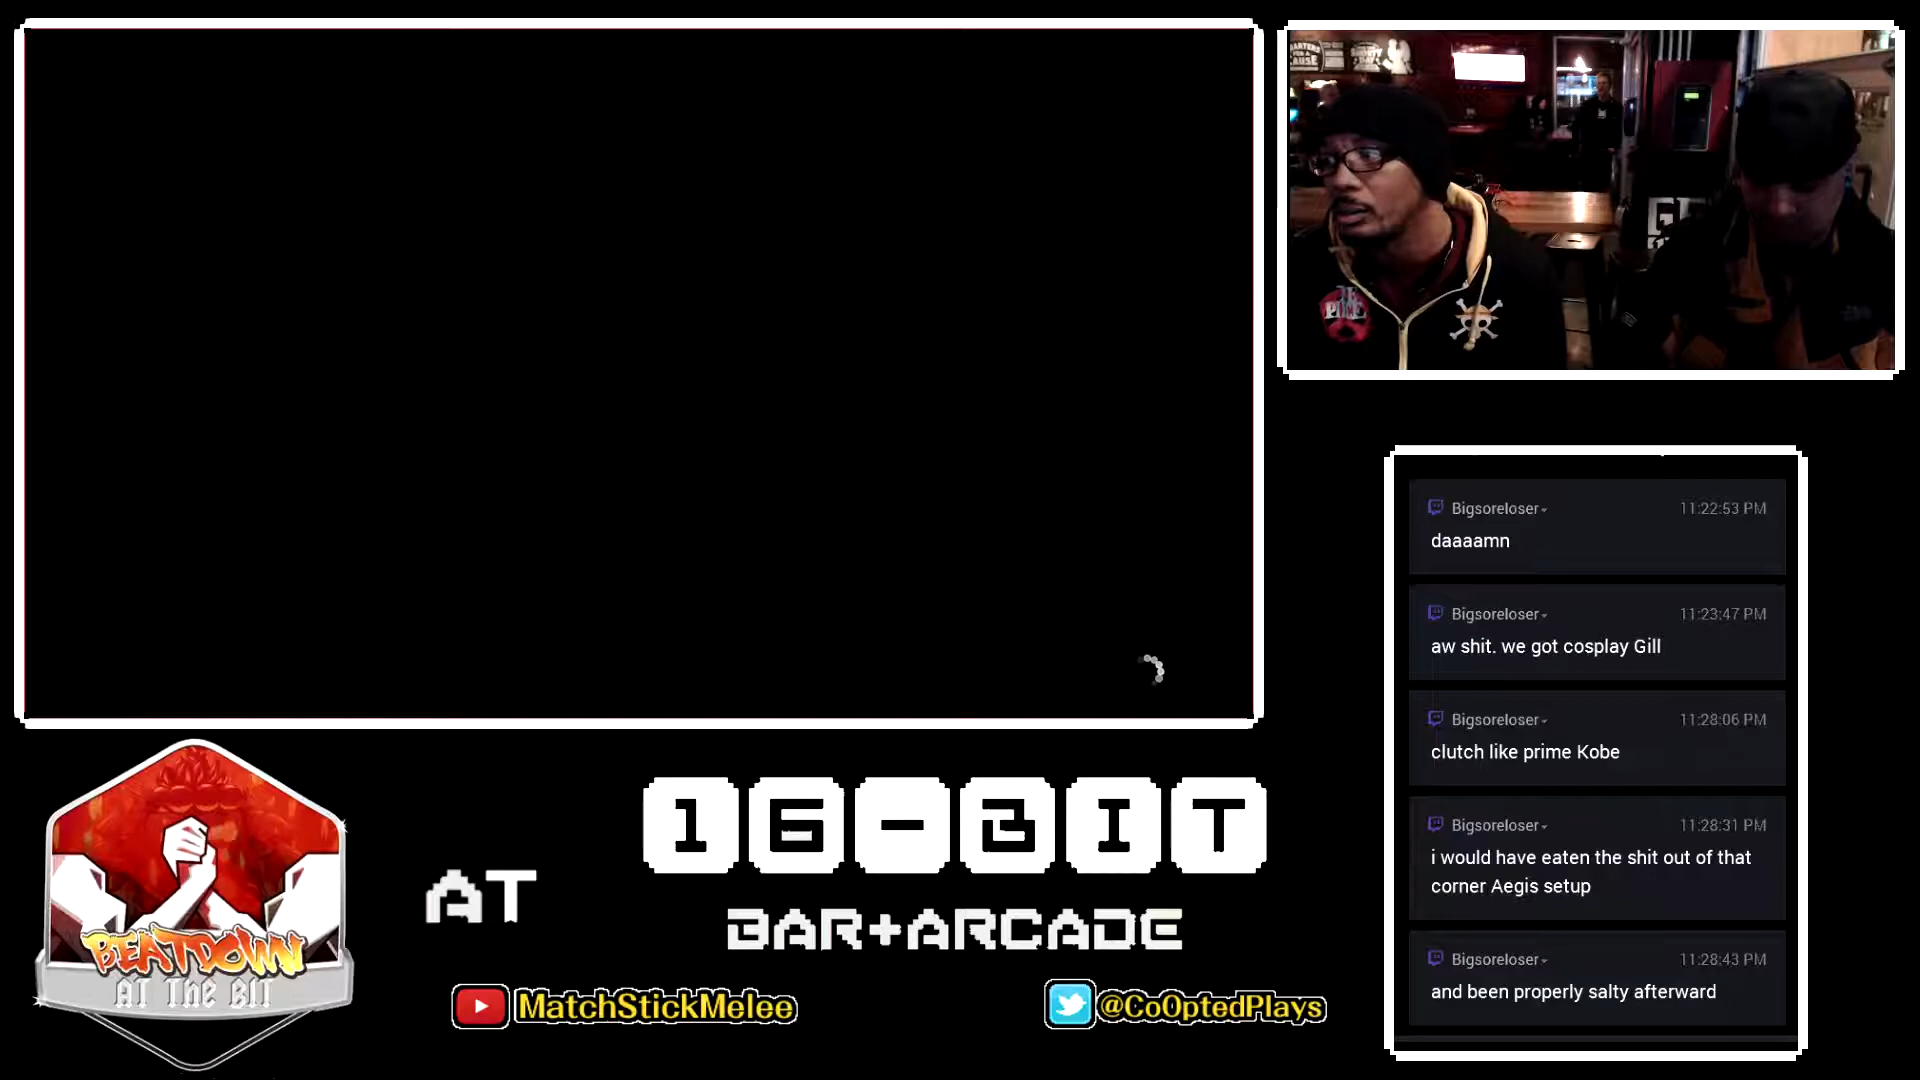 Bigsoreloser
11:22:53 PM
daaaamn
Bigsoreloser
11:23:47 PM
aw shit. we got cosplay Gill
Bigsoreloser
11:28:06 PM
clutch like prime Kobe
Bigsoreloser
11:28:31 PM
i would have eaten the shit out of that
corner Aegis setup
Bigsoreloser
11:28:43 PM
and been properly salty afterward
BEATDOWN
AT The BIT
AT
16-BIT
BAR+ARCADE
MatchStickMelee
@CoOptedPlays